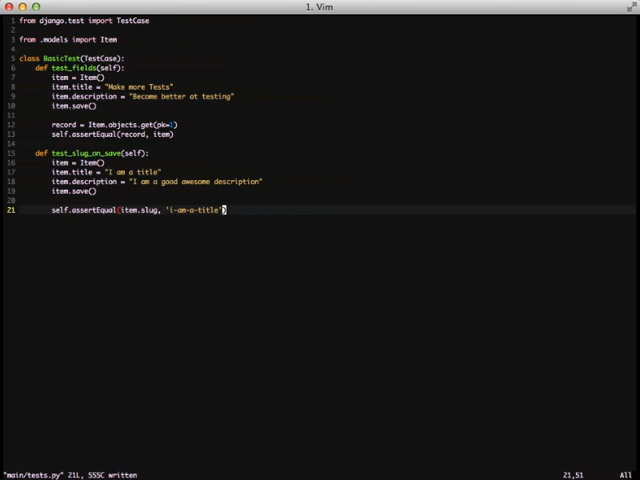 1. Vim
1 from django.test import TestCase
2
3 from .models import Item
4
5 class BasicTest(TestCase):
6 def test_fields(self):
7 item = Item()
8 item.title = "Make more Tests"
9 item.description = "Become better at testing"
10 item.save()
11
12 record = Item.objects.get(pk=1)
13 self.assertEqual(record, item)
14
15 def test_slug_on_save(self):
16 item = Item()
17 item.title = "I am a title"
18 item.description = "I am a good awesome description"
19 item.save()
20
21 self.assertEqual(item.slug, 'i-am-a-title')
"main/tests.py" 21L, 555C written 21,51 All